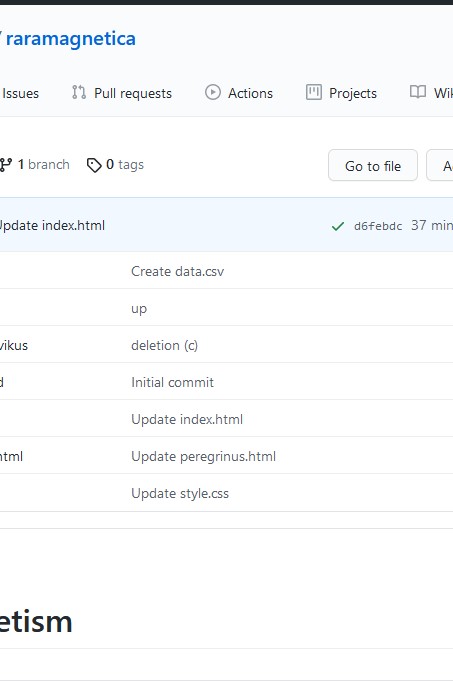 / raramagnetica
Issues Pull requests Actions Projects Wik
1 branch 0 tags Go to file A
Update index.html d6febdc 37 min
Create data.csv
up
vikus deletion (c)
d Initial commit
Update index.html
html Update peregrinus.html
Update style.css
etism